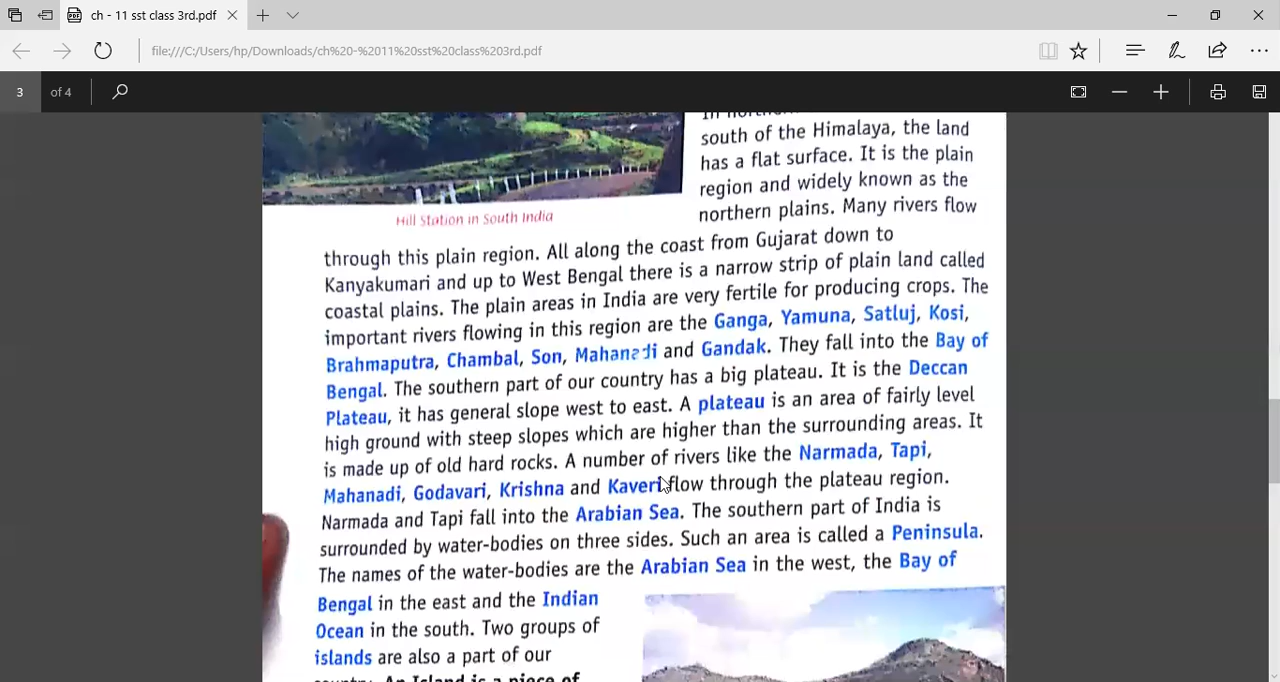 ch - 11 sst class 3rd.pdf
file:///C:/Users/hp/Downloads/ch%20-%2011%20sst%20class%203rd.pdf
3 of 4
south of the Himalaya, the land
has a flat surface. It is the plain
region and widely known as the
northern plains. Many rivers flow
Hill Station in South India
through this plain region. All along the coast from Gujarat down to
Kanyakumari and up to West Bengal there is a narrow strip of plain land called
coastal plains. The plain areas in India are very fertile for producing crops. The
important rivers flowing in this region are the Ganga, Yamuna, Satluj, Kosi,
Brahmaputra, Chambal, Son, Mahanadi and Gandak. They fall into the Bay of
Bengal. The southern part of our country has a big plateau. It is the Deccan
Plateau, it has general slope west to east. A plateau is an area of fairly level
high ground with steep slopes which are higher than the surrounding areas. It
is made up of old hard rocks. A number of rivers like the Narmada, Tapi,
Mahanadi, Godavari, Krishna and Kaveri flow through the plateau region.
Narmada and Tapi fall into the Arabian Sea. The southern part of India is
surrounded by water-bodies on three sides. Such an area is called a Peninsula.
The names of the water-bodies are the Arabian Sea in the west, the Bay of
Bengal in the east and the Indian
Ocean in the south. Two groups of
islands are also a part of our
An Island is a piece of